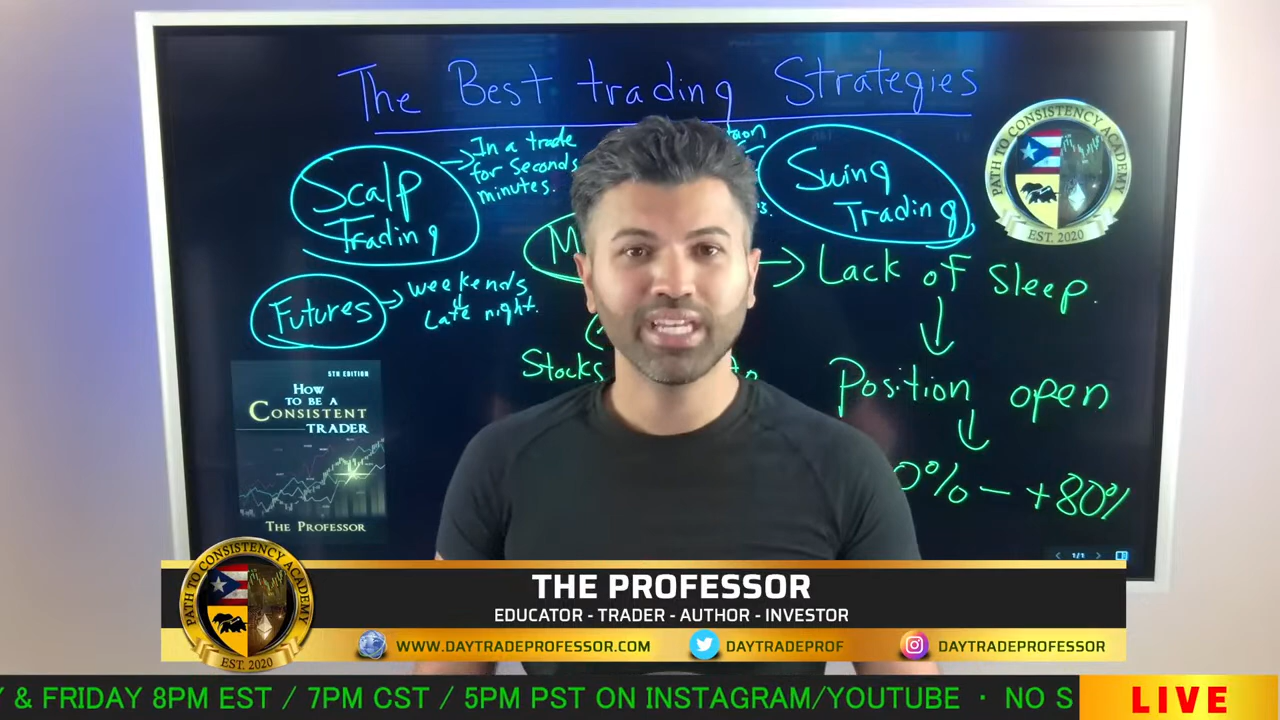 The Best trading Strategies
Scalp
Trading
In a trade
for seconds
minutes.
Swing
Trading
PATH TO CONSISTENCY ACADEMY
EST. 2020
Futures
weekends
Late night.
Lack of Sleep.
Stocks
Position open
0% - +80%
5TH EDITION
HOW
TO BE A
CONSISTENT
TRADER
THE PROFESSOR
1/1
PATH TO CONSISTENCY ACADEMY
EST. 2020
THE PROFESSOR
EDUCATOR - TRADER - AUTHOR - INVESTOR
WWW.DAYTRADEPROFESSOR.COM
DAYTRADEPROF
DAYTRADEPROFESSOR
Y & FRIDAY 8PM EST / 7PM CST / 5PM PST ON INSTAGRAM/YOUTUBE · NO S
LIVE